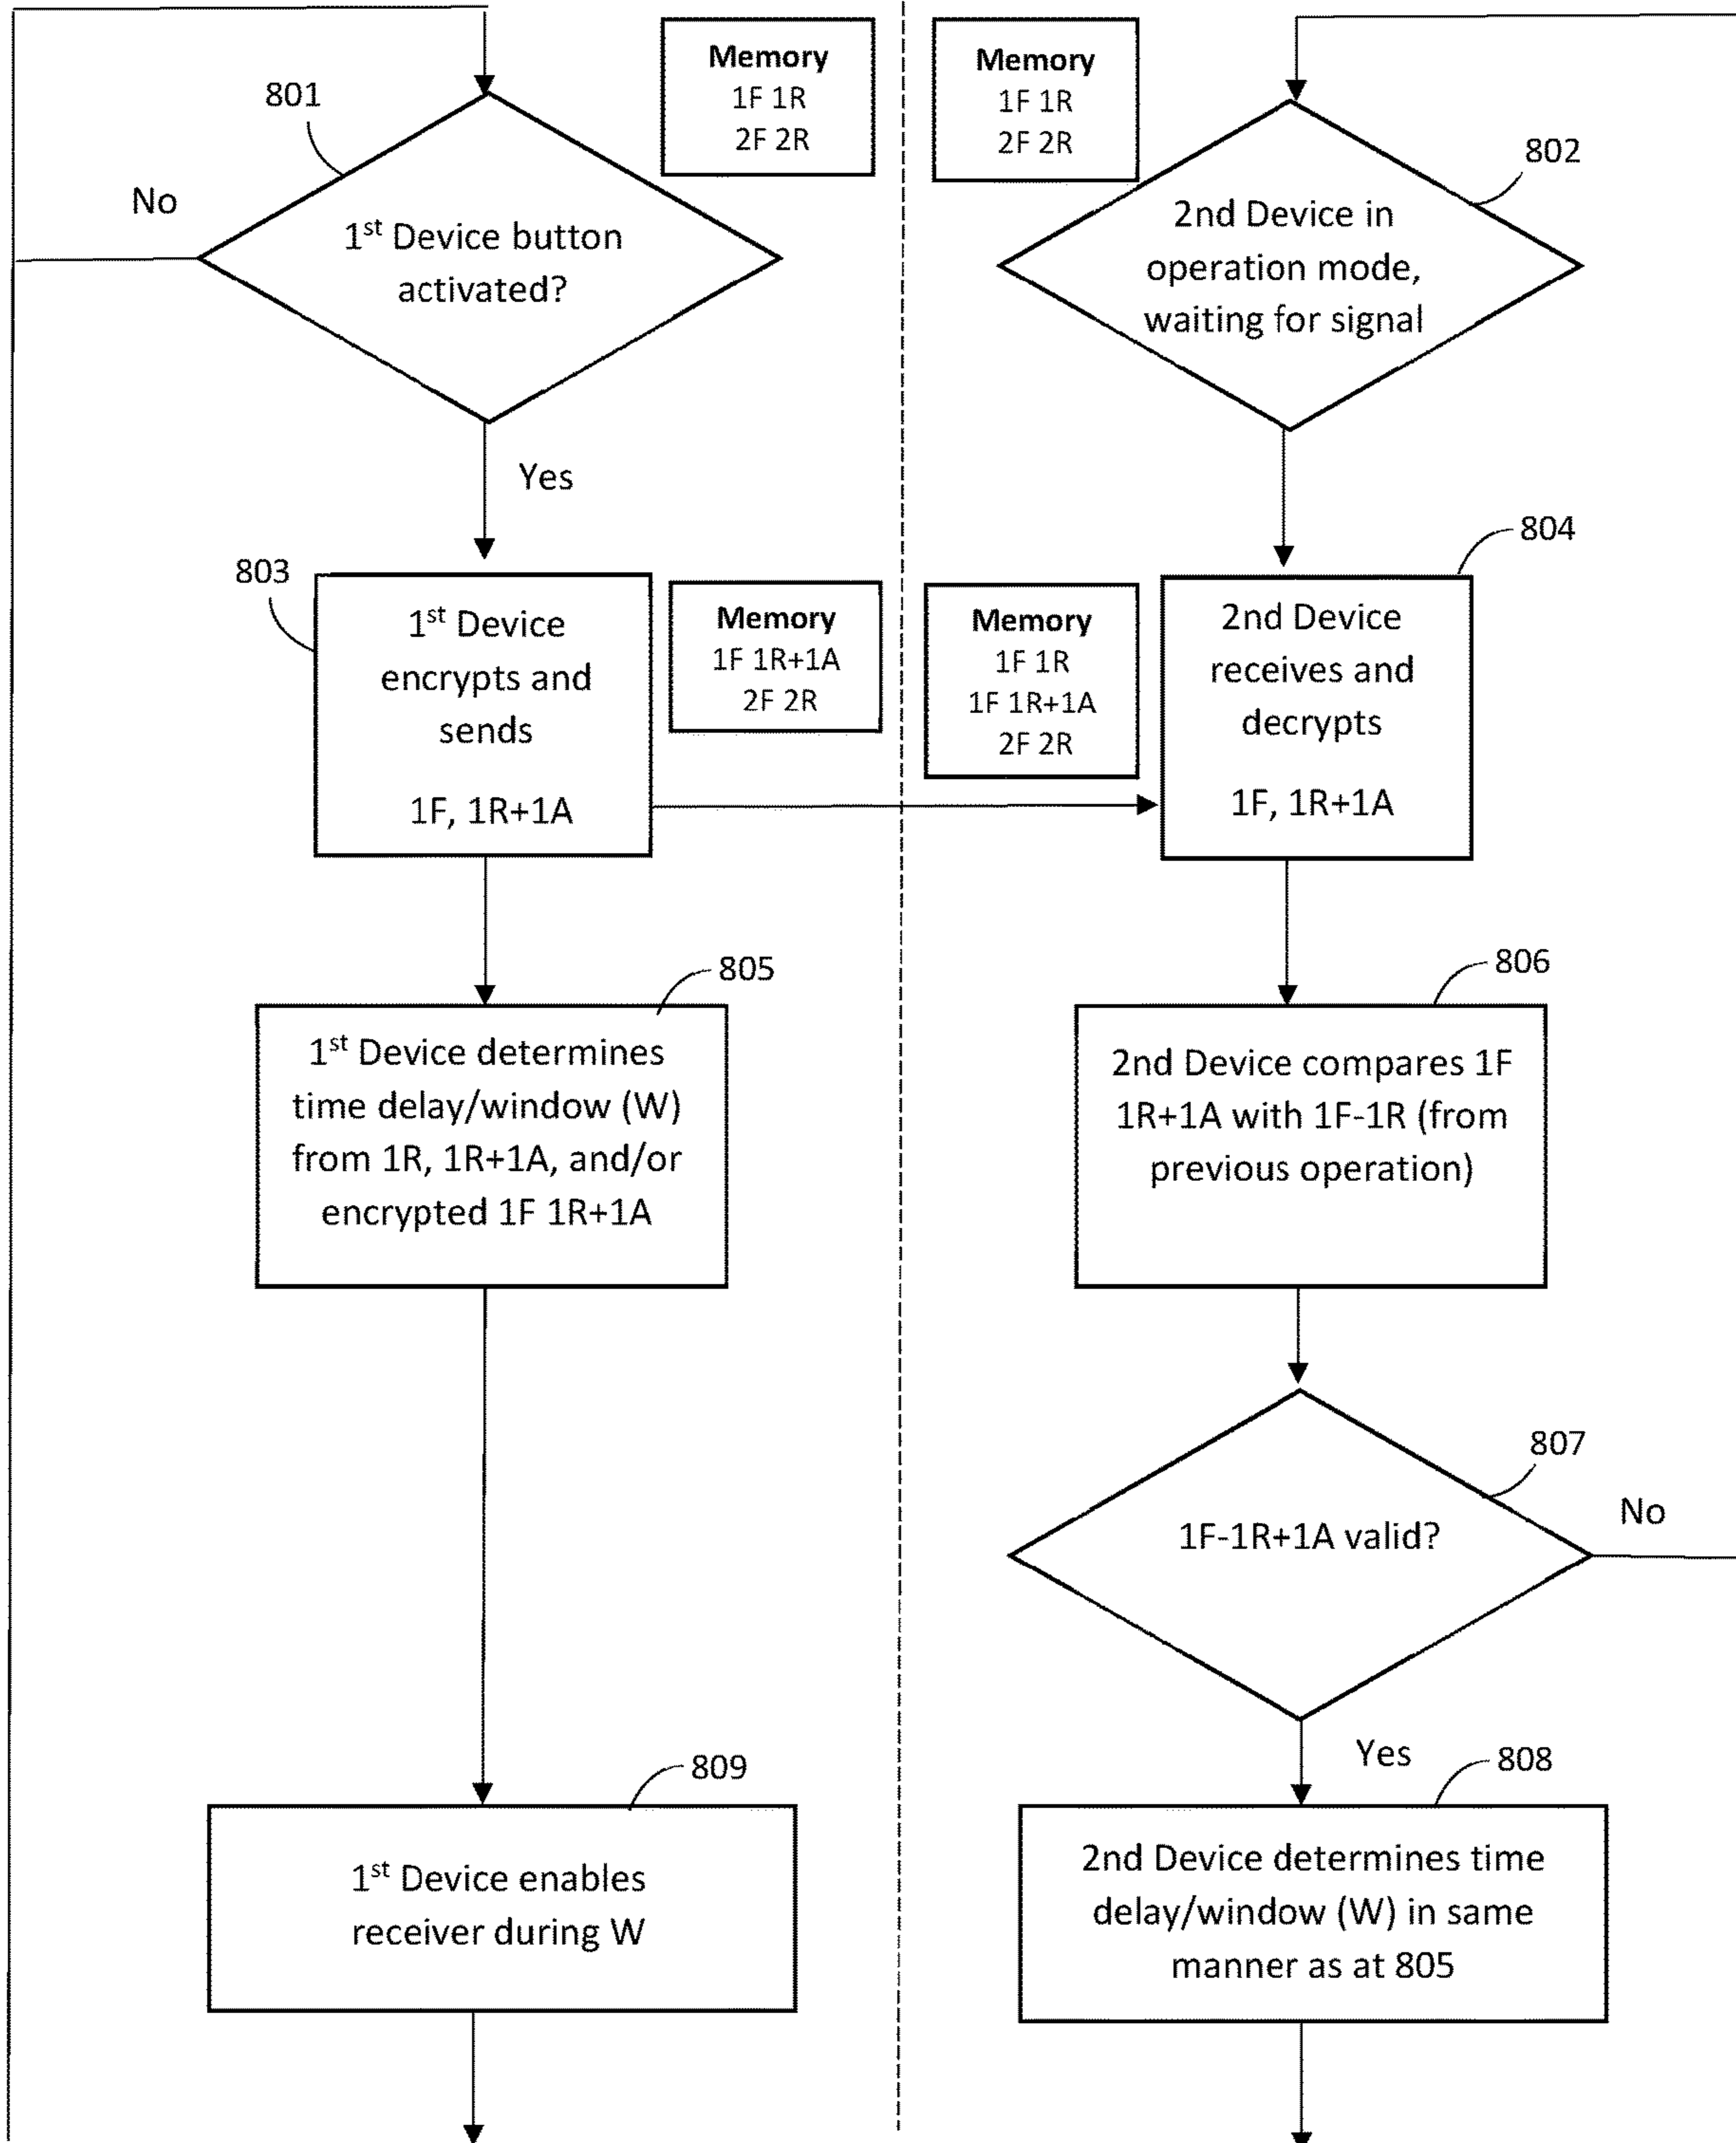 801
No
1st Device button
activated?
Memory
1F 1R
2F 2R
Memory
1F 1R
2F 2R
802
2nd Device in
operation mode,
waiting for signal
Yes
803
1st Device
encrypts and
sends
1F, 1R+1A
Memory
1F 1R+1A
2F 2R
Memory
1F 1R
1F 1R+1A
2F 2R
804
2nd Device
receives and
decrypts
1F, 1R+1A
805
1st Device determines
time delay/window (W)
from 1R, 1R+1A, and/or
encrypted 1F 1R+1A
806
2nd Device compares 1F
1R+1A with 1F-1R (from
previous operation)
807
1F-1R+1A valid?
No
Yes
809
1st Device enables
receiver during W
808
2nd Device determines time
delay/window (W) in same
manner as at 805